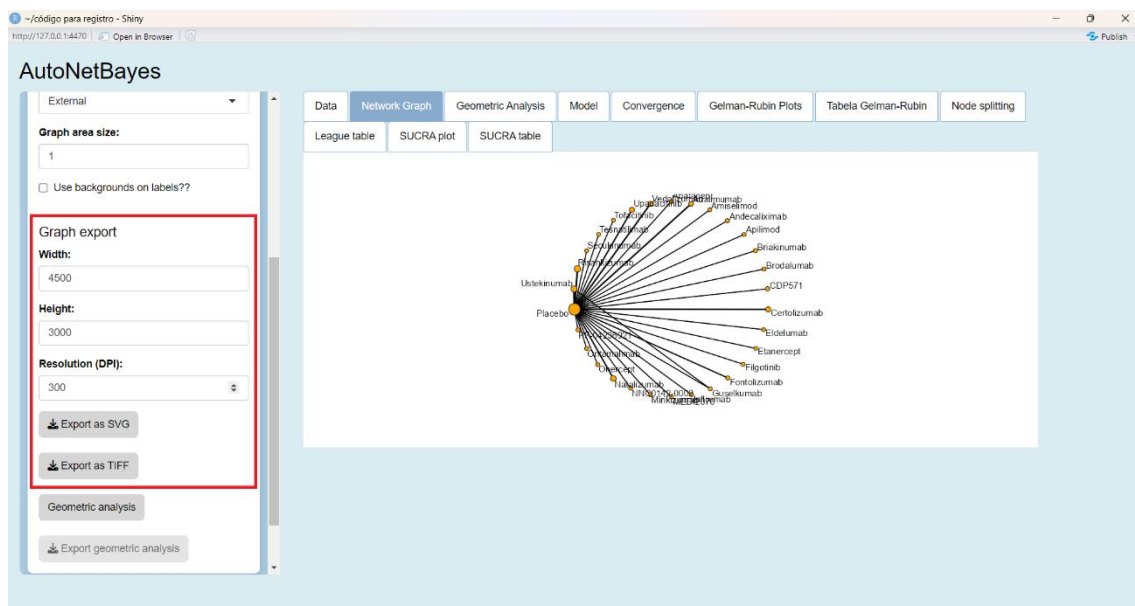 ~/código para registro - Shiny
http://127.0.0.1:4470 Open in Browser Publish
AutoNetBayes
External
Graph area size:
1
Use backgrounds on labels??
Graph export
Width:
4500
Height:
3000
Resolution (DPI):
300
Export as SVG
Export as TIFF
Geometric analysis
Export geometric analysis
Data Network Graph Geometric Analysis Model Convergence Gelman-Rubin Plots Tabela Gelman-Rubin Node splitting
League table SUCRA plot SUCRA table
Amiselimod
Andecaliximab
Apilimod
Briakinumab
Brodalumab
CDP571
Certolizumab
Eldelumab
Etanercept
Filgotinib
Fontolizumab
Guselkumab
Natalizumab
Onercept
Ontamalimab
Placebo
Ustekinumab
Risankizumab
Secukinumab
Tesnatilimab
Tofacitinib
Upadacitinib